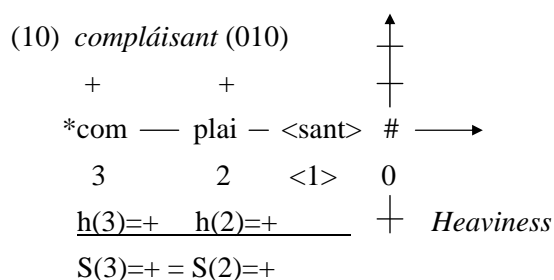 (10) compláisant (010)
+ +
*com — plai – <sant> #
3 2 <1> 0
h(3)=+ h(2)=+ Heaviness
S(3)=+ = S(2)=+